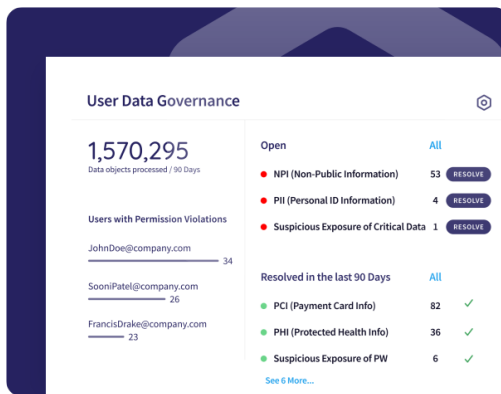 User Data Governance
1,570,295
Data objects processed / 90 Days
Users with Permission Violations
JohnDoe@company.com
34
SooniPatel@company.com
26
FrancisDrake@company.com
23
Open All
NPI (Non-Public Information) 53 RESOLVE
PII (Personal ID Information) 4 RESOLVE
Suspicious Exposure of Critical Data 1 RESOLVE
Resolved in the last 90 Days All
PCI (Payment Card Info) 82
PHI (Protected Health Info) 36
Suspicious Exposure of PW 6
See 6 More...